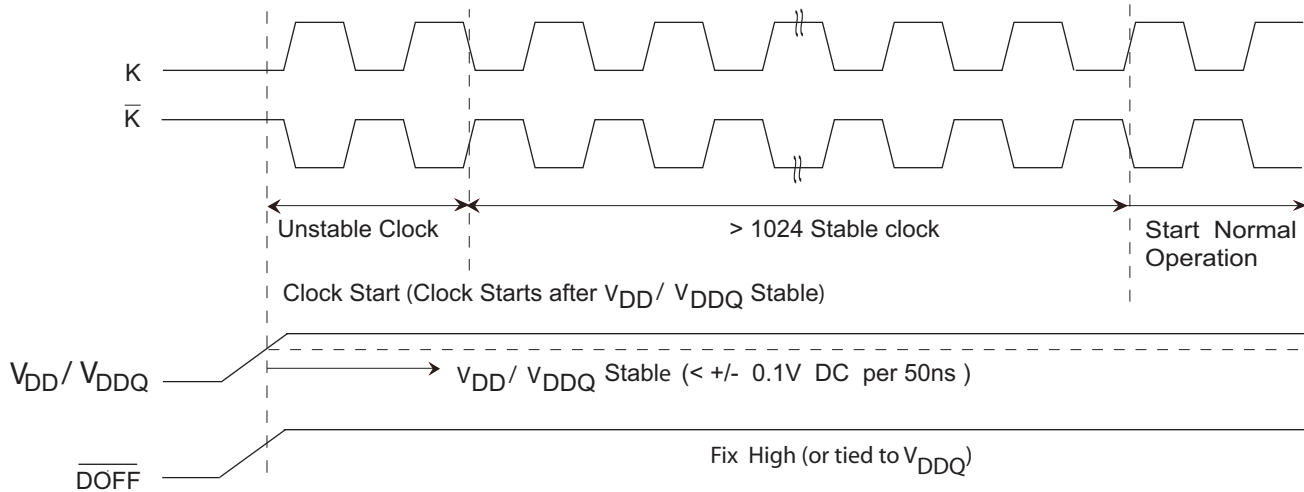 K
K̅
Unstable Clock
> 1024 Stable clock
Start Normal
Operation
Clock Start (Clock Starts after VDD / VDDQ Stable)
VDD / VDDQ
VDD / VDDQ Stable (< +/- 0.1V DC per 50ns )
Fix High (or tied to VDDQ)
D̅O̅F̅F̅